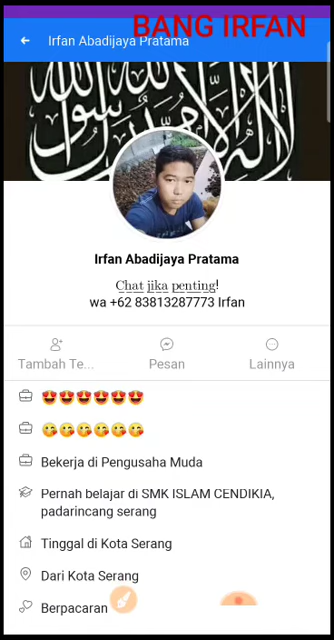 BANG IRFAN
Irfan Abadijaya Pratama
Irfan Abadijaya Pratama
Chat jika penting!
wa +62 83813287773 Irfan
Tambah Te...
Pesan
Lainnya
😍😍😍😍😍😍
😋😋😋😋😋😋
Bekerja di Pengusaha Muda
Pernah belajar di SMK ISLAM CENDIKIA,
padarincang serang
Tinggal di Kota Serang
Dari Kota Serang
Berpacaran